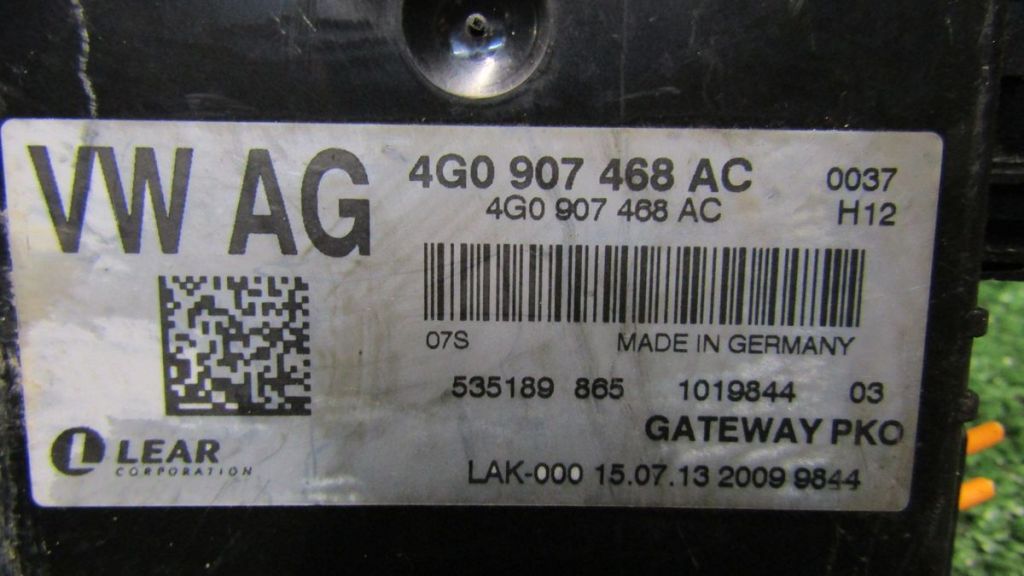 VW AG
4G0 907 468 AC 0037
4G0 907 468 AC H12
07S MADE IN GERMANY
535189 865 1019844 03
GATEWAY PKO
LEAR
CORPORATION
LAK-000 15.07.13 2009 9844